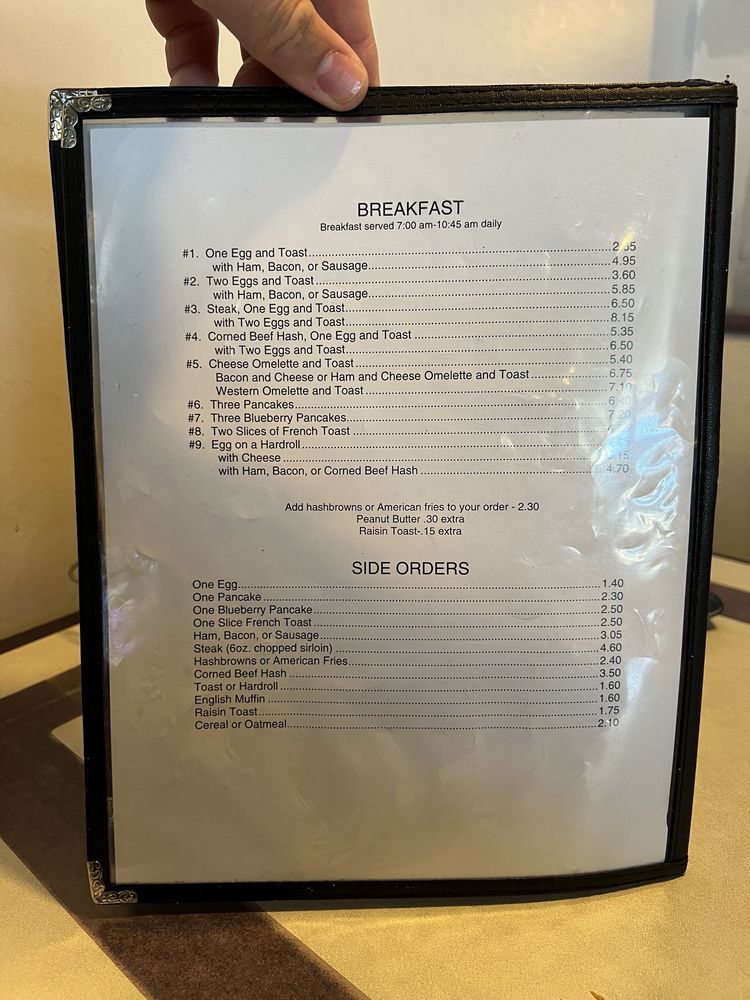 BREAKFAST
Breakfast served 7:00 am-10:45 am daily
#1. One Egg and Toast
with Ham, Bacon, or Sausage 4.95
#2. Two Eggs and Toast 3.60
with Ham, Bacon, or Sausage 5.85
#3. Steak, One Egg and Toast 6.50
with Two Eggs and Toast 8.15
#4. Corned Beef Hash, One Egg and Toast 5.35
with Two Eggs and Toast 6.50
#5. Cheese Omelette and Toast 5.40
Bacon and Cheese or Ham and Cheese Omelette and Toast 6.75
Western Omelette and Toast 7.10
#6. Three Pancakes
#7. Three Blueberry Pancakes 7.20
#8. Two Slices of French Toast
#9. Egg on a Hardroll
with Cheese
with Ham, Bacon, or Corned Beef Hash 4.70
Add hashbrowns or American fries to your order - 2.30
Peanut Butter .30 extra
Raisin Toast-.15 extra
SIDE ORDERS
One Egg 1.40
One Pancake 2.30
One Blueberry Pancake 2.50
One Slice French Toast 2.50
Ham, Bacon, or Sausage 3.05
Steak (6oz. chopped sirloin) 4.60
Hashbrowns or American Fries 2.40
Corned Beef Hash 3.50
Toast or Hardroll 1.60
English Muffin 1.60
Raisin Toast 1.75
Cereal or Oatmeal 2.10